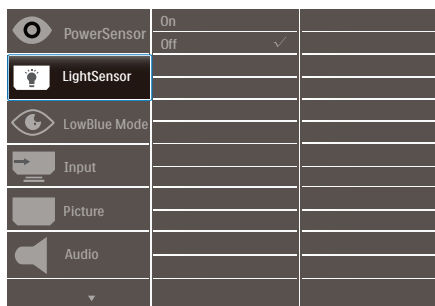 PowerSensor
On
Off
LightSensor
LowBlue Mode
Input
Picture
Audio